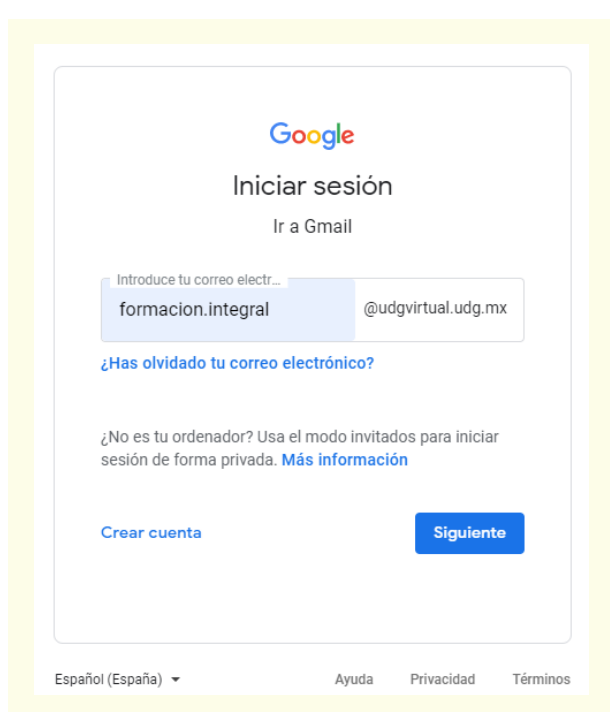 Google
Iniciar sesión
Ir a Gmail
Introduce tu correo electr...
formacion.integral @udgvirtual.udg.mx
¿Has olvidado tu correo electrónico?
¿No es tu ordenador? Usa el modo invitados para iniciar
sesión de forma privada. Más información
Crear cuenta Siguiente
Español (España) Ayuda Privacidad Términos